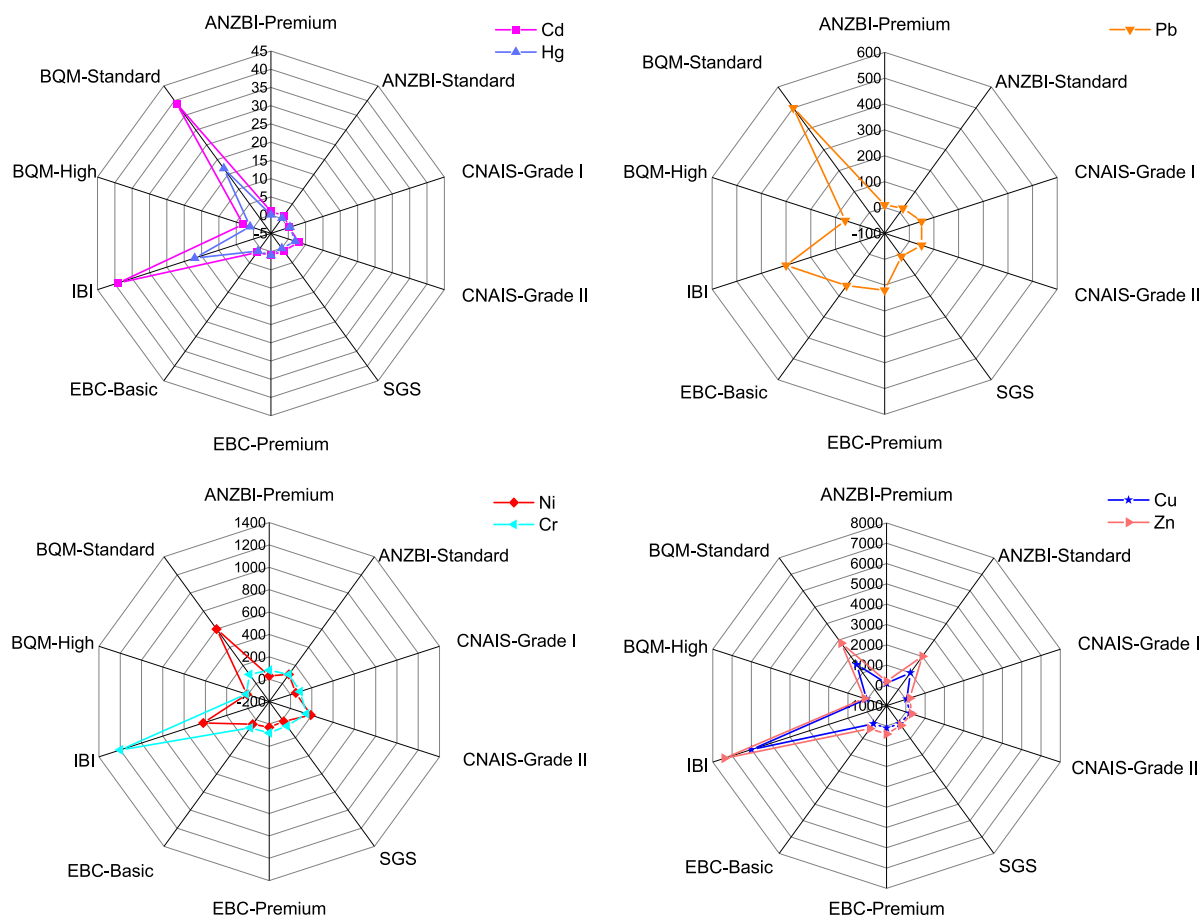 ANZBI-Premium
Cd
Hg
BQM-Standard
ANZBI-Standard
BQM-High
CNAIS-Grade I
IBI
CNAIS-Grade II
EBC-Basic
SGS
EBC-Premium
45
40
35
30
25
20
15
10
5
0
-5
ANZBI-Premium
Pb
BQM-Standard
ANZBI-Standard
BQM-High
CNAIS-Grade I
IBI
CNAIS-Grade II
EBC-Basic
SGS
EBC-Premium
600
500
400
300
200
100
0
-100
ANZBI-Premium
Ni
Cr
BQM-Standard
ANZBI-Standard
BQM-High
CNAIS-Grade I
IBI
CNAIS-Grade II
EBC-Basic
SGS
EBC-Premium
1400
1200
1000
800
600
400
200
0
-200
ANZBI-Premium
Cu
Zn
BQM-Standard
ANZBI-Standard
BQM-High
CNAIS-Grade I
IBI
CNAIS-Grade II
EBC-Basic
SGS
EBC-Premium
8000
7000
6000
5000
4000
3000
2000
1000
0
-1000